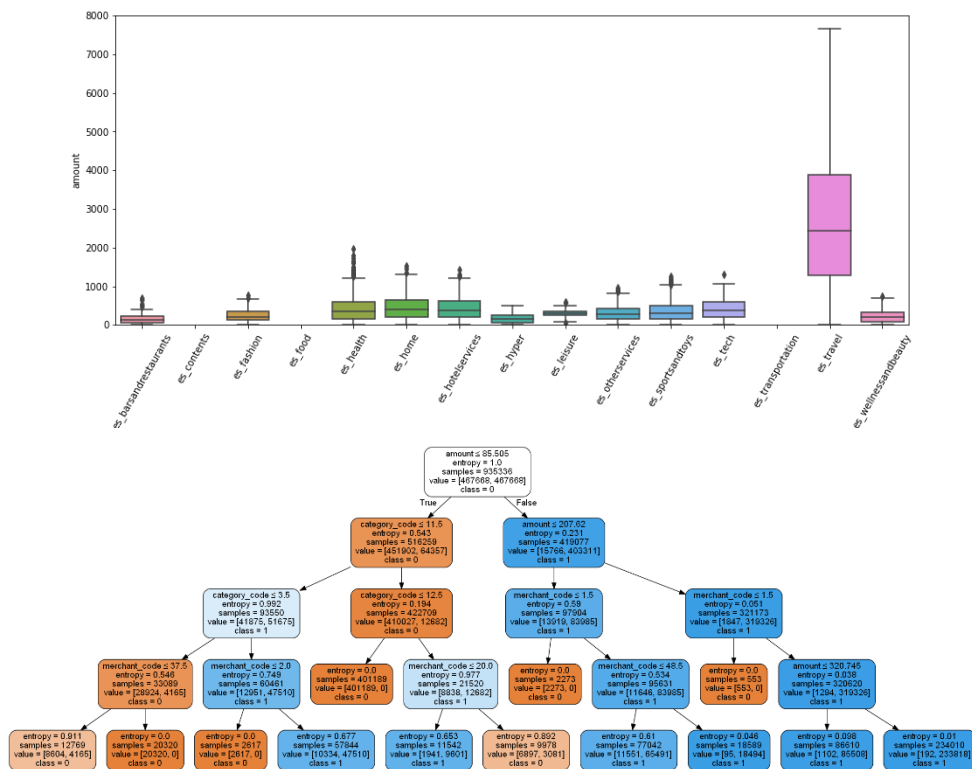 8000
7000
6000
5000
4000
3000
2000
1000
0
amount
es_barsandrestaurants
es_contents
es_fashion
es_food
es_health
es_home
es_hotelservices
es_hyper
es_leisure
es_otherservices
es_sportsandtoys
es_tech
es_transportation
es_travel
es_wellnessandbeauty
amount ≤ 85.505
entropy = 1.0
samples = 935336
value = [467668, 467668]
class = 0
True
False
category_code ≤ 11.5
entropy = 0.543
samples = 516259
value = [451902, 64357]
class = 0
amount ≤ 207.62
entropy = 0.231
samples = 419077
value = [15766, 403311]
class = 1
category_code ≤ 3.5
entropy = 0.992
samples = 93550
value = [41875, 51675]
class = 1
category_code ≤ 12.5
entropy = 0.194
samples = 422709
value = [410027, 12682]
class = 0
merchant_code ≤ 1.5
entropy = 0.59
samples = 97904
value = [13919, 83985]
class = 1
merchant_code ≤ 1.5
entropy = 0.051
samples = 321173
value = [1847, 319326]
class = 1
merchant_code ≤ 37.5
entropy = 0.546
samples = 33089
value = [28924, 4165]
class = 0
merchant_code ≤ 2.0
entropy = 0.749
samples = 60461
value = [12951, 47510]
class = 1
entropy = 0.0
samples = 401189
value = [401189, 0]
class = 0
merchant_code ≤ 20.0
entropy = 0.977
samples = 21520
value = [8838, 12682]
class = 1
entropy = 0.0
samples = 2273
value = [2273, 0]
class = 0
merchant_code ≤ 48.5
entropy = 0.534
samples = 95631
value = [11646, 83985]
class = 1
entropy = 0.0
samples = 553
value = [553, 0]
class = 0
amount ≤ 320.745
entropy = 0.038
samples = 320620
value = [1294, 319326]
class = 1
entropy = 0.911
samples = 12769
value = [8604, 4165]
class = 0
entropy = 0.0
samples = 20320
value = [20320, 0]
class = 0
entropy = 0.0
samples = 2617
value = [2617, 0]
class = 0
entropy = 0.677
samples = 57844
value = [10334, 47510]
class = 1
entropy = 0.653
samples = 11542
value = [1941, 9601]
class = 1
entropy = 0.892
samples = 9978
value = [6897, 3081]
class = 0
entropy = 0.61
samples = 77042
value = [11551, 65491]
class = 1
entropy = 0.046
samples = 18589
value = [95, 18494]
class = 1
entropy = 0.098
samples = 86610
value = [1102, 85508]
class = 1
entropy = 0.01
samples = 234010
value = [192, 233818]
class = 1